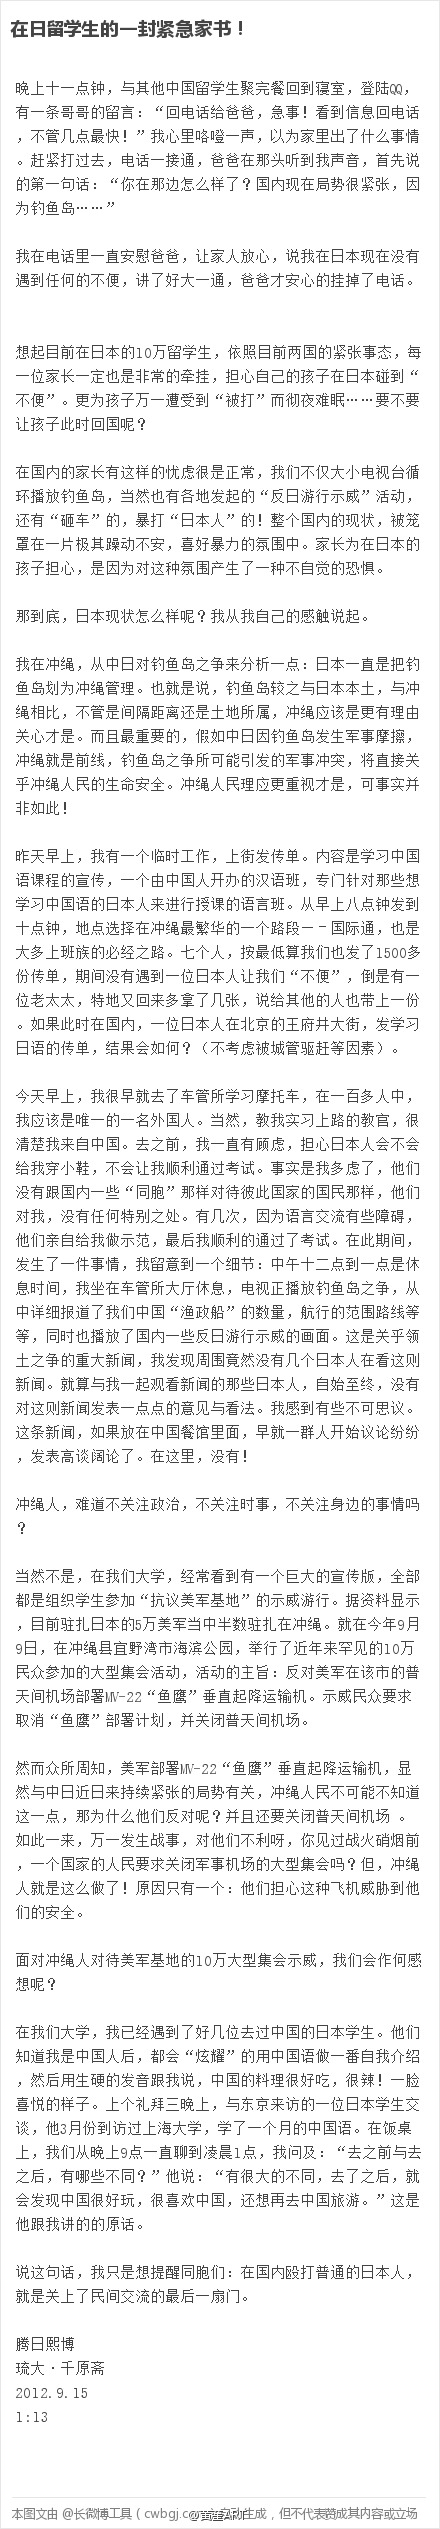 在日留学生的一封紧急家书！
晚上十一点钟，与其他中国留学生聚完餐回到寝室，登陆QQ，
有一条哥哥的留言：“回电话给爸爸，急事！看到信息回电话
，不管几点最快！”我心里咯噔一声，以为家里出了什么事情
。赶紧打过去，电话一接通，爸爸在那头听到我声音，首先说
的第一句话：“你在那边怎么样了？国内现在局势很紧张，因
为钓鱼岛……”
我在电话里一直安慰爸爸，让家人放心，说我在日本现在没有
遇到任何的不便，讲了好大一通，爸爸才安心的挂掉了电话。
想起目前在日本的10万留学生，依照目前两国的紧张事态，每
一位家长一定也是非常的牵挂，担心自己的孩子在日本碰到“
不便”。更为孩子万一遭受到“被打”而彻夜难眠……要不要
让孩子此时回国呢？
在国内的家长有这样的忧虑很是正常，我们不仅大小电视台循
环播放钓鱼岛，当然也有各地发起的“反日游行示威”活动，
还有“砸车”的，暴打“日本人”的！整个国内的现状，被笼
罩在一片极其躁动不安，喜好暴力的氛围中。家长为在日本的
孩子担心，是因为对这种氛围产生了一种不自觉的恐惧。
那到底，日本现状怎么样呢？我从我自己的感触说起。
我在冲绳，从中日对钓鱼岛之争来分析一点：日本一直是把钓
鱼岛划为冲绳管理。也就是说，钓鱼岛较之与日本本土，与冲
绳相比，不管是间隔距离还是土地所属，冲绳应该是更有理由
关心才是。而且最重要的，假如中日因钓鱼岛发生军事摩擦，
冲绳就是前线，钓鱼岛之争所可能引发的军事冲突，将直接关
乎冲绳人民的生命安全。冲绳人民理应更重视才是，可事实并
非如此！
昨天早上，我有一个临时工作，上街发传单。内容是学习中国
语课程的宣传，一个由中国人开办的汉语班，专门针对那些想
学习中国语的日本人来进行授课的语言班。从早上八点钟发到
十点钟，地点选择在冲绳最繁华的一个路段－－国际通，也是
大多上班族的必经之路。七个人，按最低算我们也发了1500多
份传单，期间没有遇到一位日本人让我们“不便”，倒是有一
位老太太，特地又回来多拿了几张，说给其他的人也带上一份
。如果此时在国内，一位日本人在北京的王府井大街，发学习
日语的传单，结果会如何？（不考虑被城管驱赶等因素）。
今天早上，我很早就去了车管所学习摩托车，在一百多人中，
我应该是唯一的一名外国人。当然，教我实习上路的教官，很
清楚我来自中国。去之前，我一直有顾虑，担心日本人会不会
给我穿小鞋，不会让我顺利通过考试。事实是我多虑了，他们
没有跟国内一些“同胞”那样对待彼此国家的国民那样，他们
对我，没有任何特别之处。有几次，因为语言交流有些障碍，
他们亲自给我做示范，最后我顺利的通过了考试。在此期间，
发生了一件事情，我留意到一个细节：中午十二点到一点是休
息时间，我坐在车管所大厅休息，电视正播放钓鱼岛之争，从
中详细报道了我们中国“渔政船”的数量，航行的范围路线等
等，同时也播放了国内一些反日游行示威的画面。这是关乎领
土之争的重大新闻，我发现周围竟然没有几个日本人在看这则
新闻。就算与我一起观看新闻的那些日本人，自始至终，没有
对这则新闻发表一点点的意见与看法。我感到有些不可思议。
这条新闻，如果放在中国餐馆里面，早就一群人开始议论纷纷
，发表高谈阔论了。在这里，没有！
冲绳人，难道不关注政治，不关注时事，不关注身边的事情吗
？
当然不是，在我们大学，经常看到有一个巨大的宣传版，全部
都是组织学生参加“抗议美军基地”的示威游行。据资料显示
，目前驻扎日本的5万美军当中半数驻扎在冲绳。就在今年9月
9日，在冲绳县宜野湾市海滨公园，举行了近年来罕见的10万
民众参加的大型集会活动，活动的主旨：反对美军在该市的普
天间机场部署MV-22“鱼鹰”垂直起降运输机。示威民众要求
取消“鱼鹰”部署计划，并关闭普天间机场。
然而众所周知，美军部署MV-22“鱼鹰”垂直起降运输机，显
然与中日近日来持续紧张的局势有关，冲绳人民不可能不知道
这一点，那为什么他们反对呢？并且还要关闭普天间机场 。
如此一来，万一发生战事，对他们不利呀，你见过战火硝烟前
，一个国家的人民要求关闭军事机场的大型集会吗？但，冲绳
人就是这么做了！原因只有一个：他们担心这种飞机威胁到他
们的安全。
面对冲绳人对待美军基地的10万大型集会示威，我们会作何感
想呢？
在我们大学，我已经遇到了好几位去过中国的日本学生。他们
知道我是中国人后，都会“炫耀”的用中国语做一番自我介绍
，然后用生硬的发音跟我说，中国的料理很好吃，很辣！一脸
喜悦的样子。上个礼拜三晚上，与东京来访的一位日本学生交
谈，他3月份到访过上海大学，学了一个月的中国语。在饭桌
上，我们从晚上9点一直聊到凌晨1点，我问及：“去之前与去
之后，有哪些不同？”他说：“有很大的不同，去了之后，就
会发现中国很好玩，很喜欢中国，还想再去中国旅游。”这是
他跟我讲的的原话。
说这句话，我只是想提醒同胞们：在国内殴打普通的日本人，
就是关上了民间交流的最后一扇门。
腾日熙博
琉大·千原斋
2012.9.15
1:13
本图文由 @长微博工具（cwbgj.com 生成，但不代表赞成其内容或立场